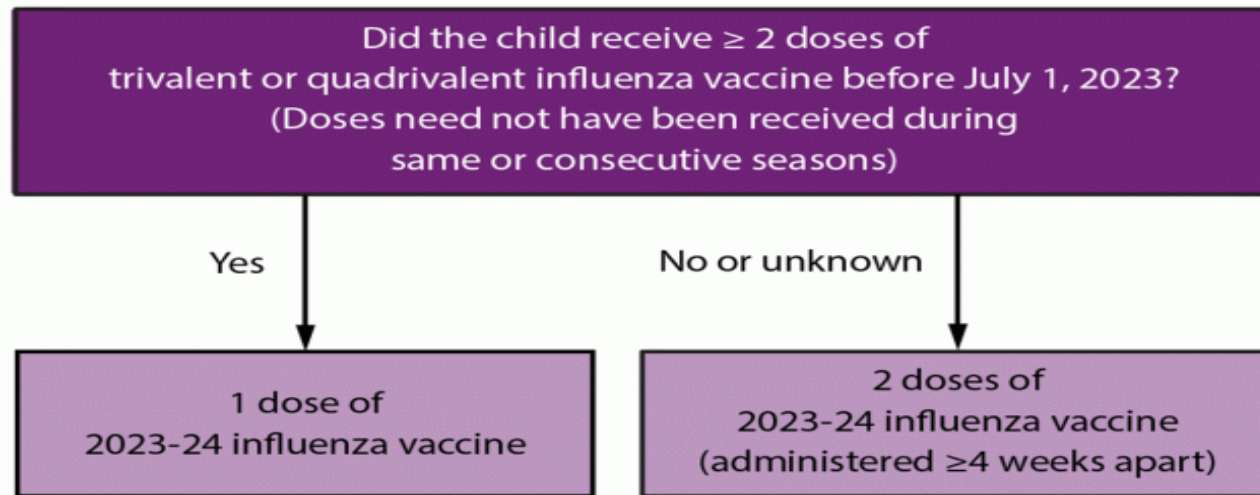 Did the child receive ≥ 2 doses of
trivalent or quadrivalent influenza vaccine before July 1, 2023?
(Doses need not have been received during
same or consecutive seasons)
Yes
No or unknown
1 dose of
2023-24 influenza vaccine
2 doses of
2023-24 influenza vaccine
(administered ≥4 weeks apart)